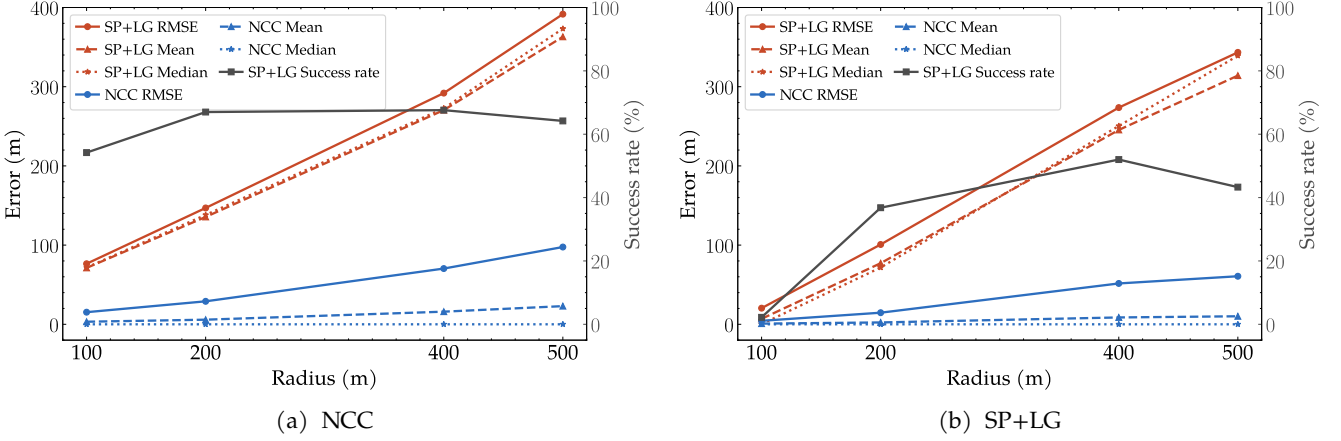 400
300
200
100
0
Error (m)
SP+LG RMSE
SP+LG Mean
SP+LG Median
NCC RMSE
NCC Mean
NCC Median
SP+LG Success rate
100
80
60
40
20
0
Success rate (%)
100 200 400 500
Radius (m)
(a) NCC
400
300
200
100
0
Error (m)
SP+LG RMSE
SP+LG Mean
SP+LG Median
NCC RMSE
NCC Mean
NCC Median
SP+LG Success rate
100
80
60
40
20
0
Success rate (%)
100 200 400 500
Radius (m)
(b) SP+LG